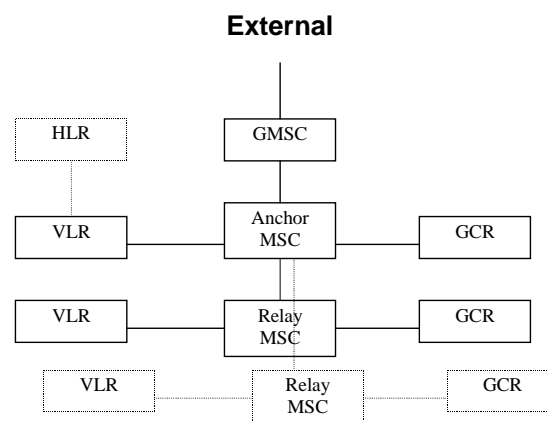 External
HLR
GMSC
VLR
Anchor
MSC
GCR
VLR
Relay
MSC
GCR
VLR
Relay
MSC
GCR